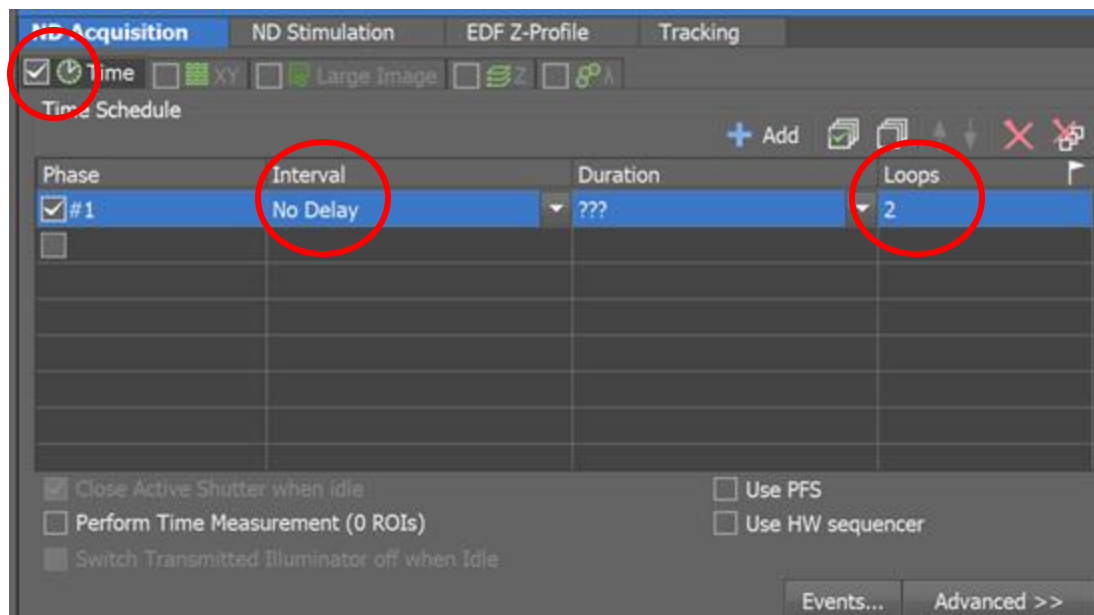 ND Acquisition ND Stimulation EDF Z-Profile Tracking
Time XY Large Image Z λ
Time Schedule
Add
Phase Interval Duration Loops
#1 No Delay ??? 2
Close Active Shutter when idle Use PFS
Perform Time Measurement (0 ROIs) Use HW sequencer
Switch Transmitted Illuminator off when Idle
Events... Advanced >>